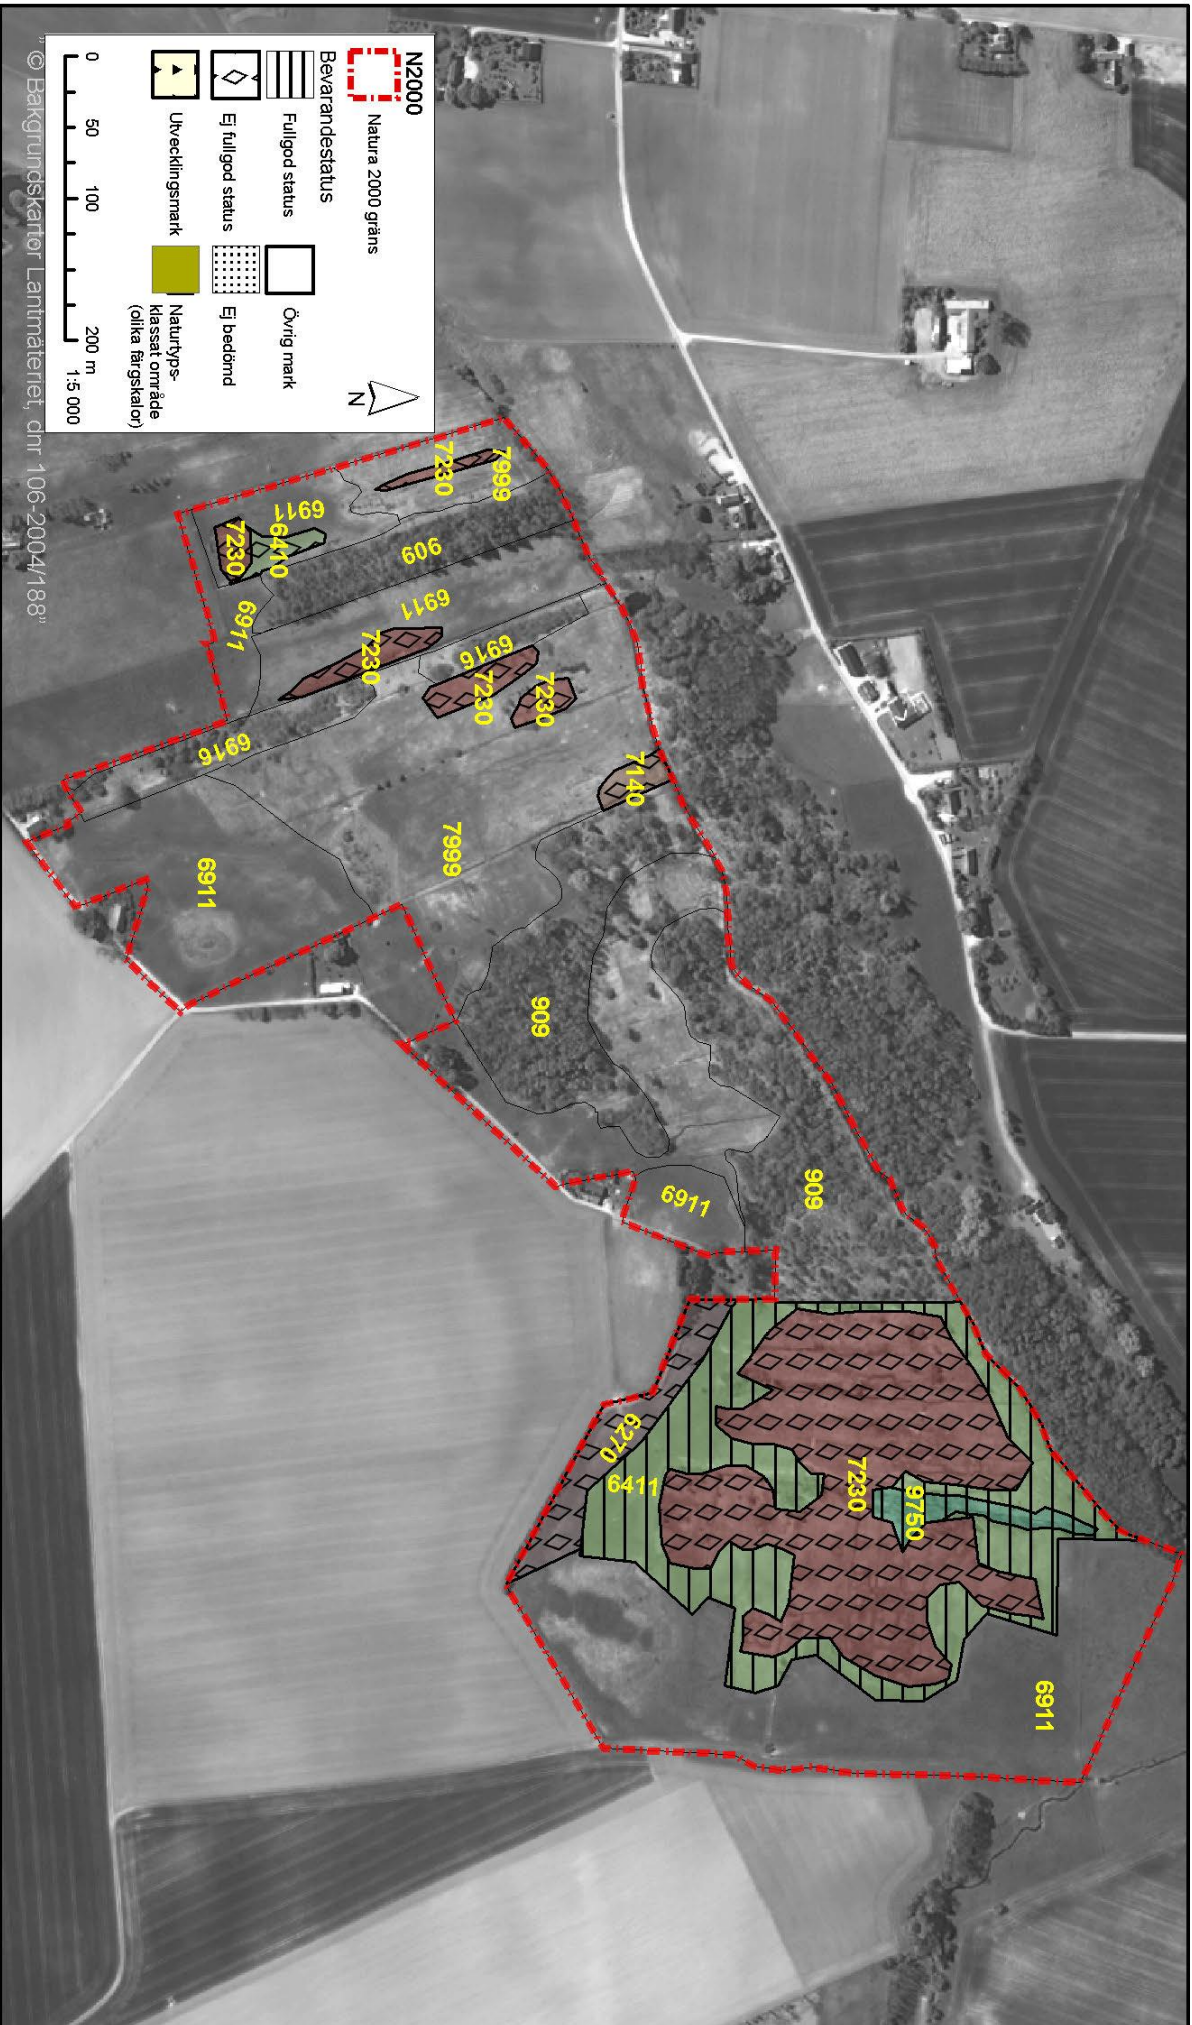 N2000
Natura 2000 gräns
Bevarandestatus
Fullgod status
Övrig mark
Ej fullgod status
Ej bedömd
Utvecklingsmark
Naturtyps-
klassat område
(olika färgskalor)
N
0 50 100 200 m
1:5 000
"© Bakgrundskartor Lantmäteriet, dnr 106-2004/188"
7999
7230
6911
6410
7230
909
6911
6911
7230
6916
7230
7230
6916
7140
7999
6911
909
909
6911
6270
6411
7230
9750
6911